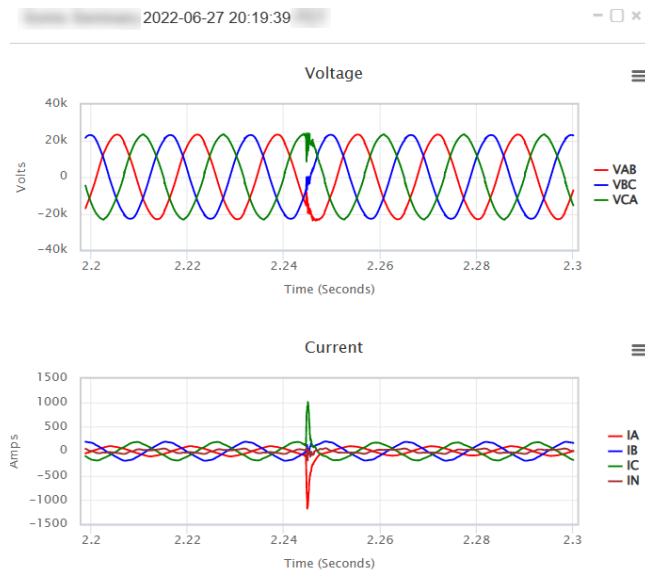 2022-06-27 20:19:39
Voltage
40k
20k
0
−20k
−40k
Volts
2.2
2.22
2.24
2.26
2.28
2.3
Time (Seconds)
VAB
VBC
VCA
Current
1500
1000
500
0
−500
−1000
−1500
Amps
2.2
2.22
2.24
2.26
2.28
2.3
Time (Seconds)
IA
IB
IC
IN